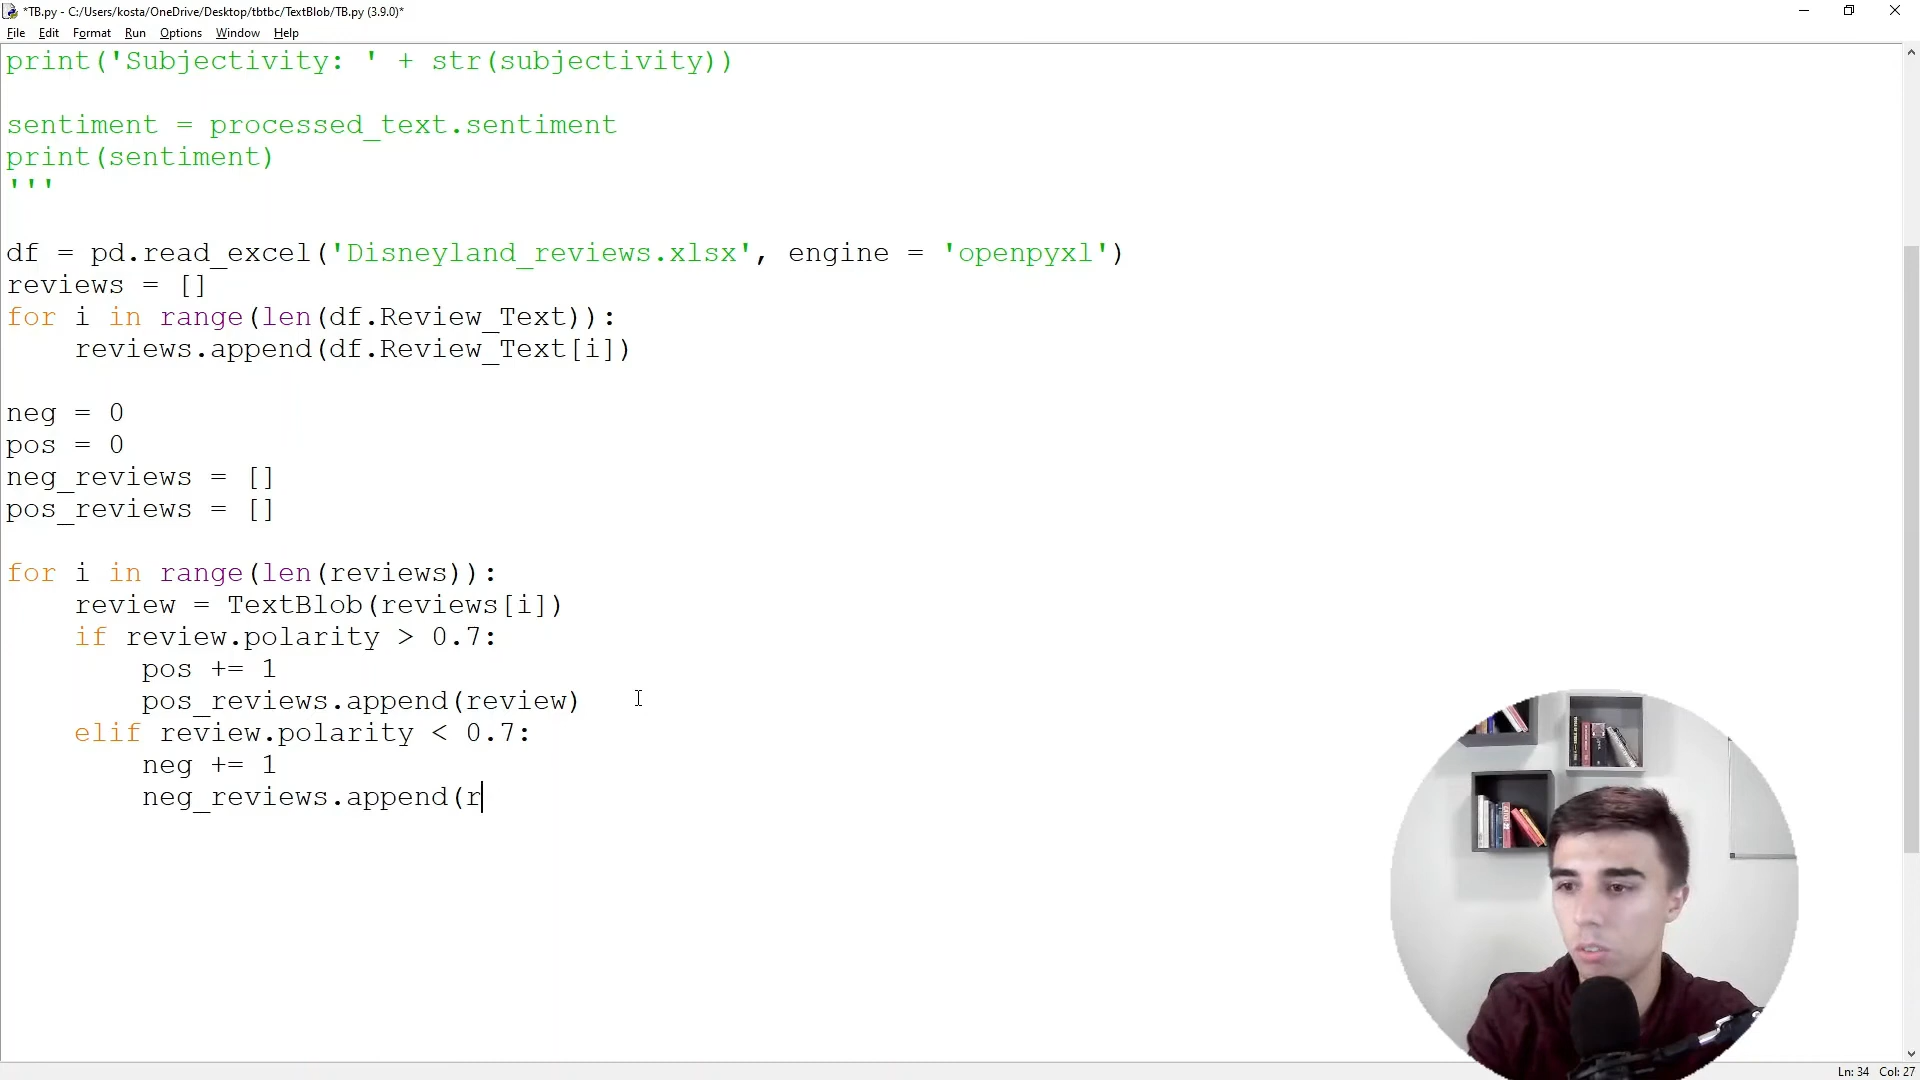 *TB.py - C:/Users/kosta/OneDrive/Desktop/tbtbc/TextBlob/TB.py (3.9.0)*
File Edit Format Run Options Window Help
print('Subjectivity: ' + str(subjectivity))
sentiment = processed_text.sentiment
print(sentiment)
'''
df = pd.read_excel('Disneyland_reviews.xlsx', engine = 'openpyxl')
reviews = []
for i in range(len(df.Review_Text)):
    reviews.append(df.Review_Text[i])
neg = 0
pos = 0
neg_reviews = []
pos_reviews = []
for i in range(len(reviews)):
    review = TextBlob(reviews[i])
    if review.polarity > 0.7:
        pos += 1
        pos_reviews.append(review)
    elif review.polarity < 0.7:
        neg += 1
        neg_reviews.append(r
Ln: 34 Col: 27